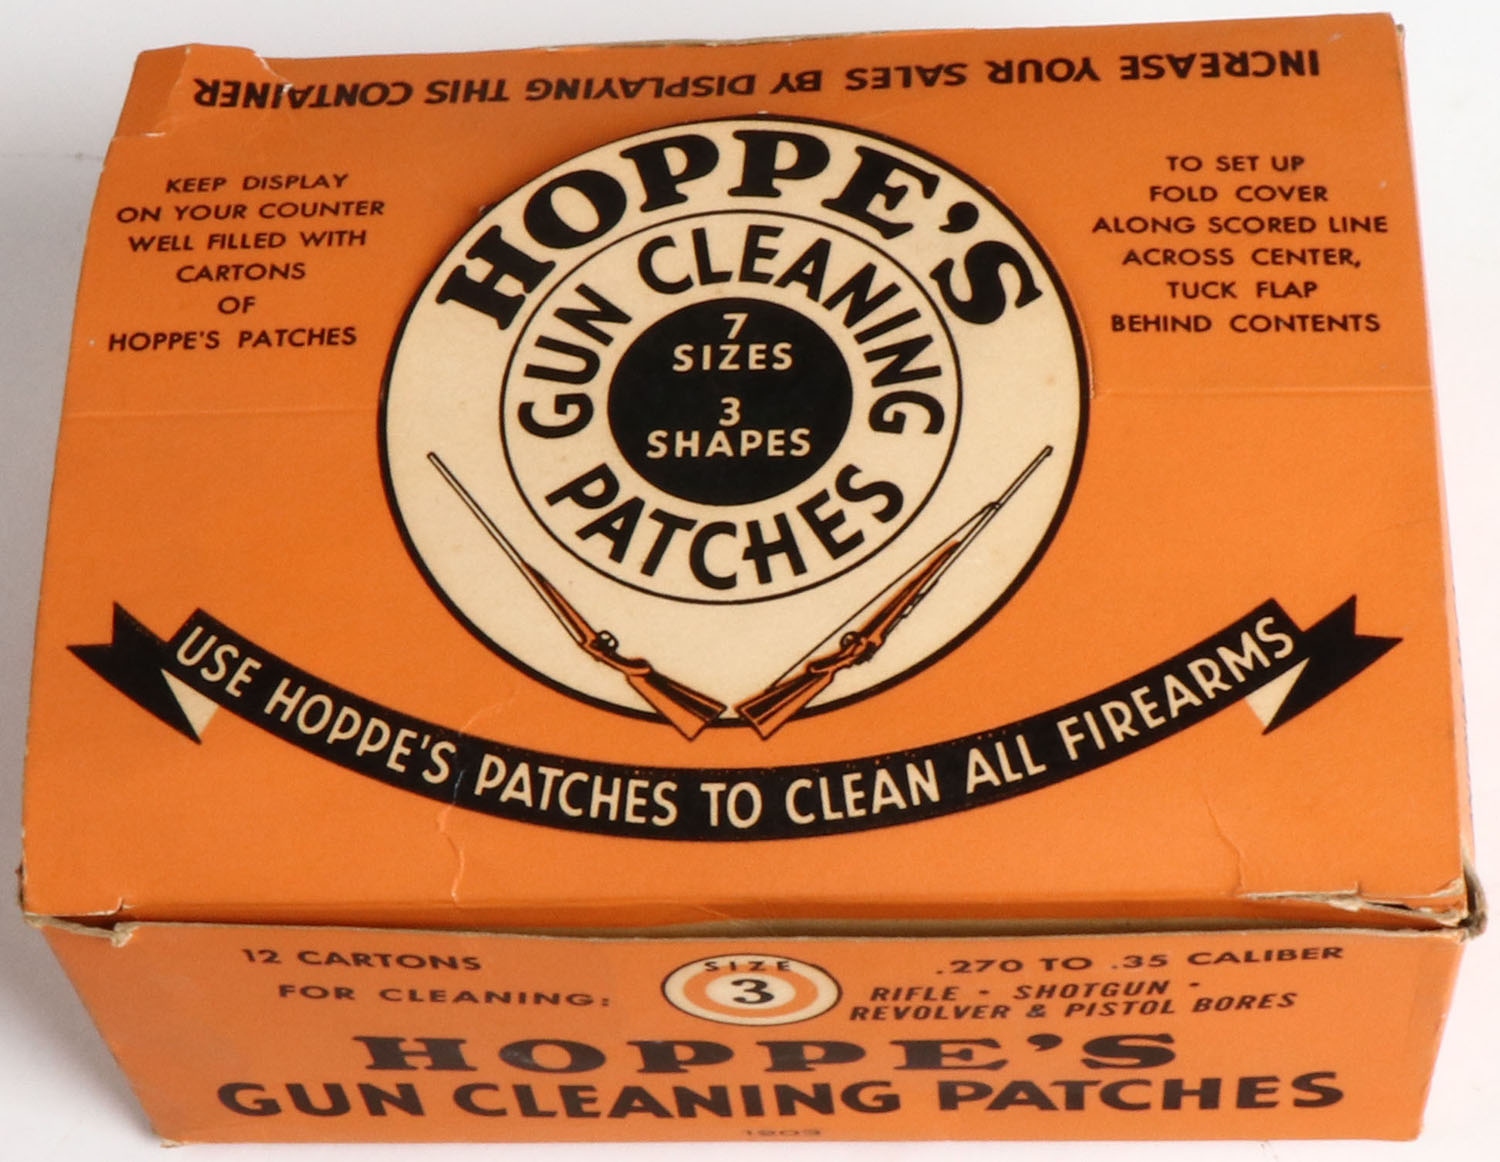 INCREASE YOUR SALES BY DISPLAYING THIS CONTAINER
KEEP DISPLAY
ON YOUR COUNTER
WELL FILLED WITH
CARTONS
OF
HOPPE'S PATCHES
HOPPE'S
GUN CLEANING
PATCHES
7
SIZES
3
SHAPES
TO SET UP
FOLD COVER
ALONG SCORED LINE
ACROSS CENTER,
TUCK FLAP
BEHIND CONTENTS
USE HOPPE'S PATCHES TO CLEAN ALL FIREARMS
12 CARTONS
FOR CLEANING:
SIZE
3
.270 TO .35 CALIBER
RIFLE • SHOTGUN •
REVOLVER & PISTOL BORES
HOPPE'S
GUN CLEANING PATCHES